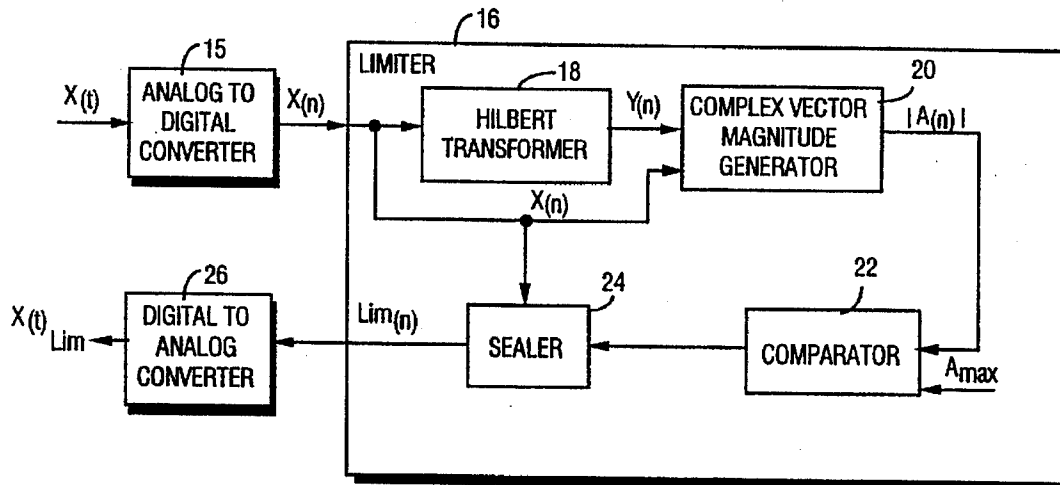 16
LIMITER
15
ANALOG TO
DIGITAL
CONVERTER
X(t)
X(n)
18
HILBERT
TRANSFORMER
Y(n)
20
COMPLEX VECTOR
MAGNITUDE
GENERATOR
| A(n) |
X(n)
26
DIGITAL TO
ANALOG
CONVERTER
X(t) Lim
Lim(n)
24
SEALER
22
COMPARATOR
Amax